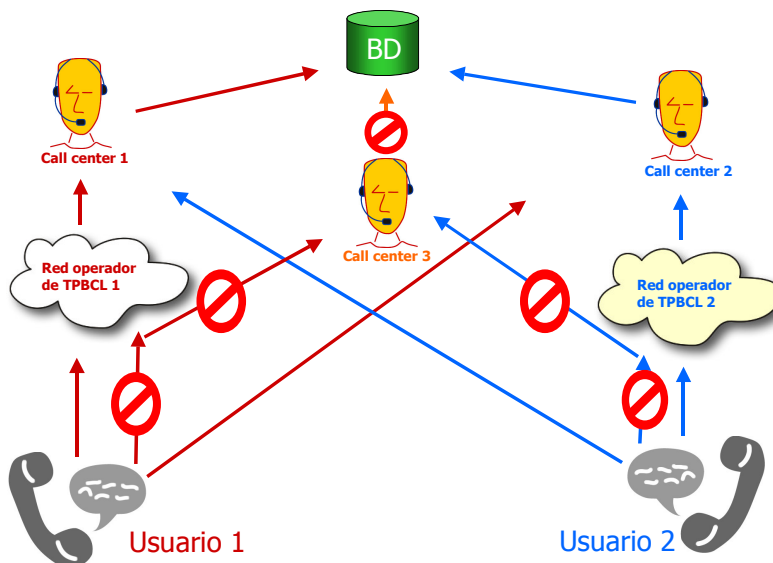 BD
Call center 1
Call center 2
Call center 3
Red operador
de TPBCL 1
Red operador
de TPBCL 2
Usuario 1
Usuario 2